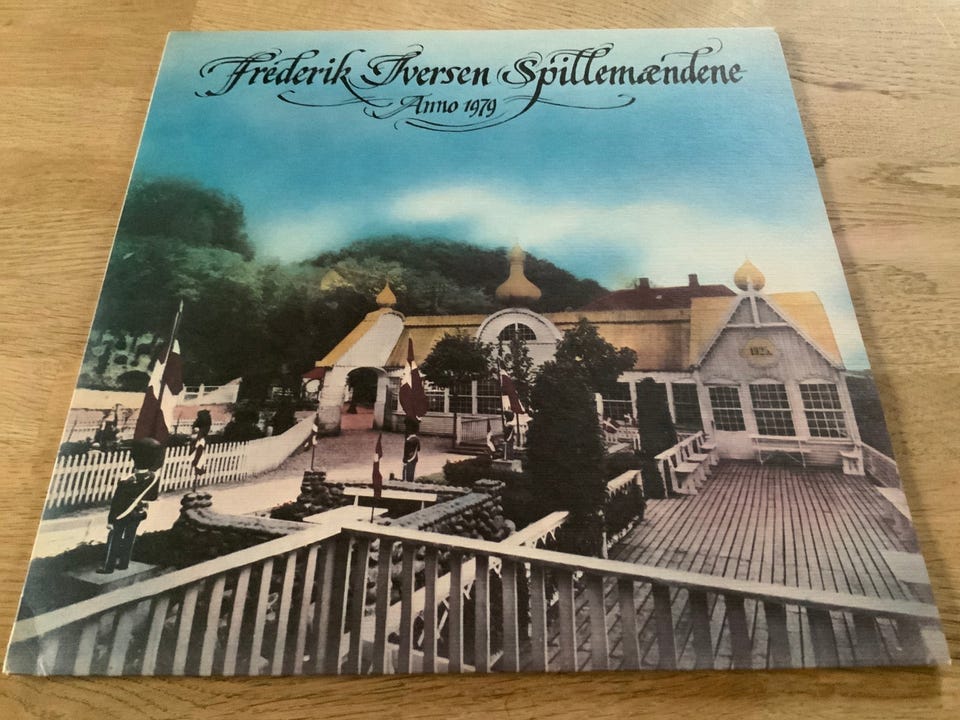 Frederik Iversen Spillemændene
Anno 1979